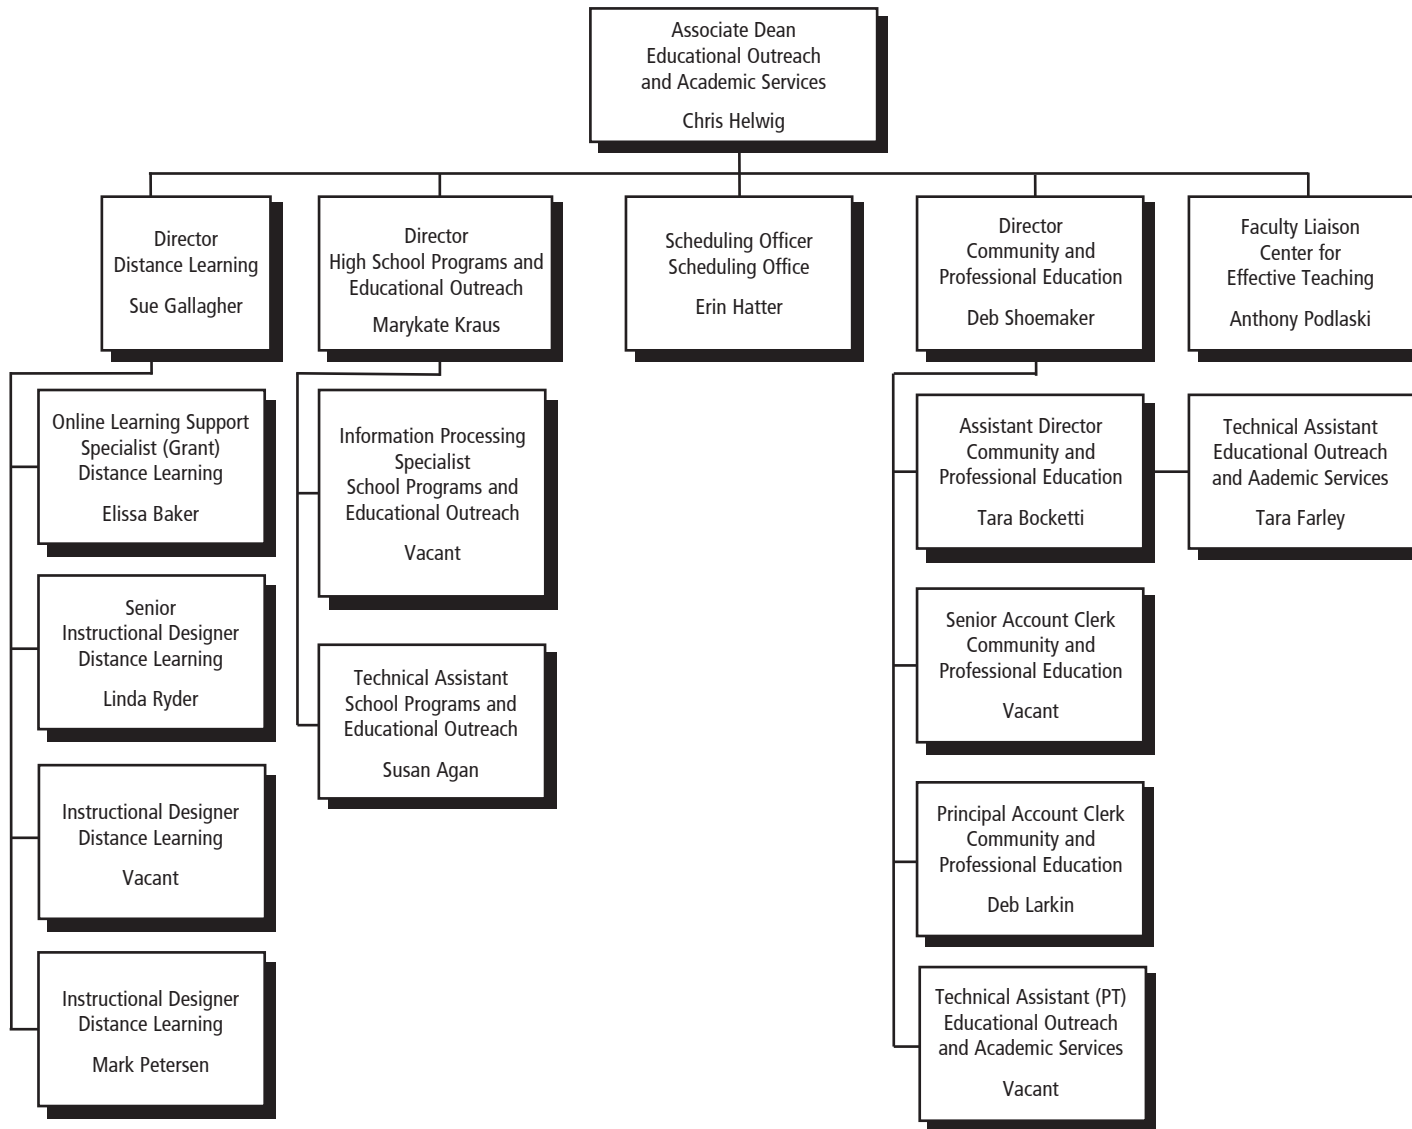 Associate Dean
Educational Outreach
and Academic Services
Chris Helwig
Director
Distance Learning
Sue Gallagher
Director
High School Programs and
Educational Outreach
Marykate Kraus
Scheduling Officer
Scheduling Office
Erin Hatter
Director
Community and
Professional Education
Deb Shoemaker
Faculty Liaison
Center for
Effective Teaching
Anthony Podlaski
Online Learning Support
Specialist (Grant)
Distance Learning
Elissa Baker
Senior
Instructional Designer
Distance Learning
Linda Ryder
Instructional Designer
Distance Learning
Vacant
Instructional Designer
Distance Learning
Mark Petersen
Information Processing
Specialist
School Programs and
Educational Outreach
Vacant
Technical Assistant
School Programs and
Educational Outreach
Susan Agan
Assistant Director
Community and
Professional Education
Tara Bocketti
Technical Assistant
Educational Outreach
and Aademic Services
Tara Farley
Senior Account Clerk
Community and
Professional Education
Vacant
Principal Account Clerk
Community and
Professional Education
Deb Larkin
Technical Assistant (PT)
Educational Outreach
and Academic Services
Vacant